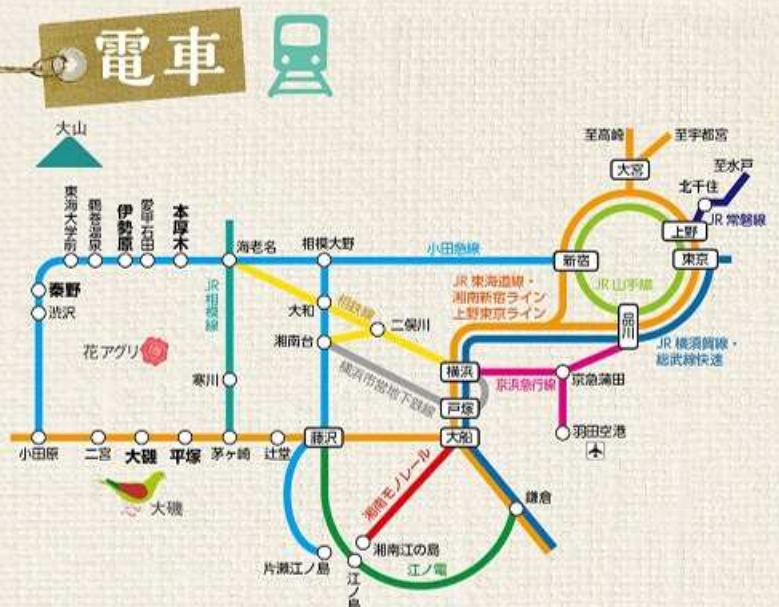 電車
大山
至高崎
至宇都宮
大宮
至水戸
北千住
JR 常磐線
上野
東海大学前
鶴巻温泉
伊勢原
愛甲石田
本厚木
海老名
相模大野
小田急線
新宿
東京
JR 山手線
秦野
渋沢
JR相模線
大和
相鉄線
二俣川
JR 東海道線・
湘南新宿ライン
上野東京ライン
品川
湘南台
花アグリ
JR 横須賀線・
総武線快速
寒川
横浜市営地下鉄線
横浜
京浜急行線
京急蒲田
戸塚
羽田空港
小田原
二宮
大磯
平塚
茅ヶ崎
辻堂
藤沢
大船
大磯
湘南モノレール
鎌倉
湘南江の島
片瀬江ノ島
江ノ島
江ノ電